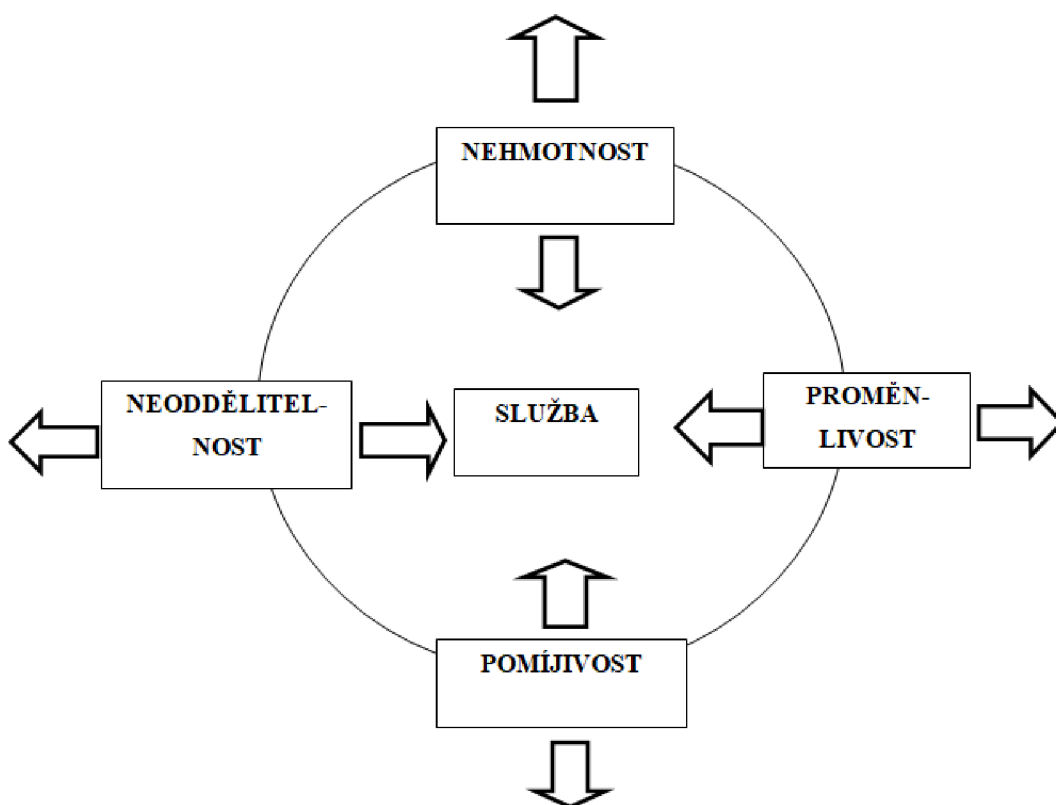 NEHMOTNOST
NEODDĚLITEL-
NOST
SLUŽBA
PROMĚN-
LIVOST
POMÍJIVOST